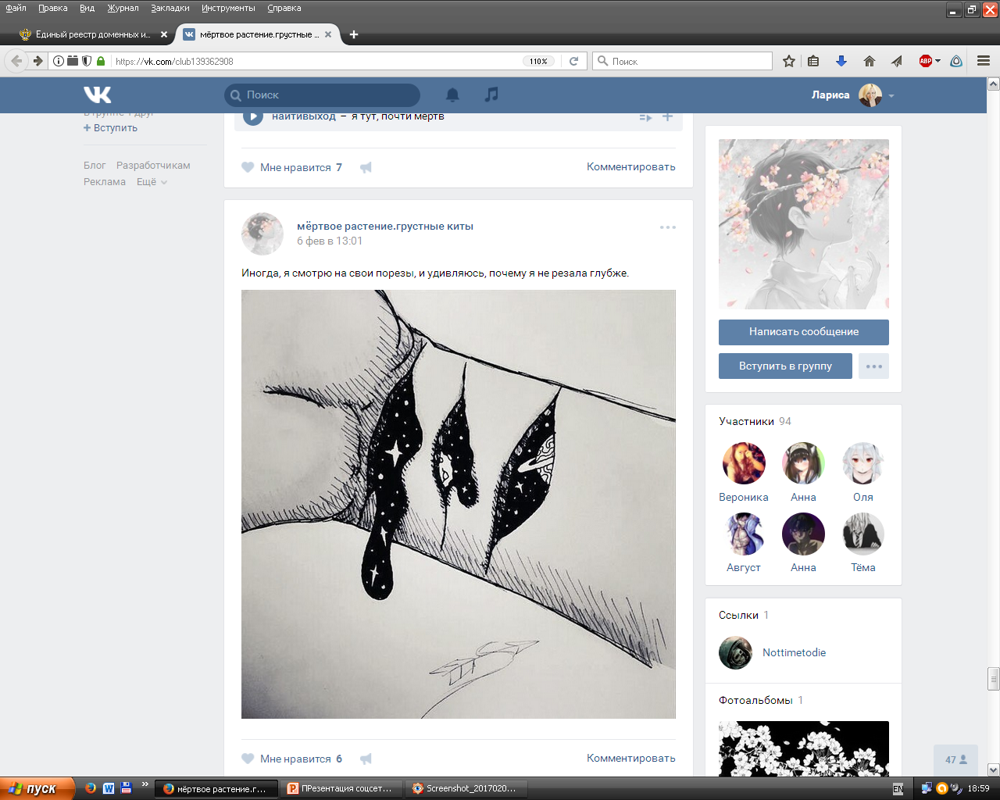 Файл Правка Вид Журнал Закладки Инструменты Справка
Единый реестр доменных и...
мёртвое растение.грустные ...
https://vk.com/club139362908
110%
Поиск
ABP
Поиск
Лариса
Вступить
Блог Разработчикам
Реклама Ещё
найтивыход – я тут, почти мертв
Мне нравится 7
Комментировать
мёртвое растение.грустные киты
6 фев в 13:01
Иногда, я смотрю на свои порезы, и удивляюсь, почему я не резала глубже.
Мне нравится 6
Комментировать
Написать сообщение
Вступить в группу
Участники 94
Вероника Анна Оля
Август Анна Тёма
Ссылки 1
Nottimetodie
Фотоальбомы 1
47
пуск
мёртвое растение.г...
ПРезентация соцсет...
Screenshot_2017020...
EN
18:59